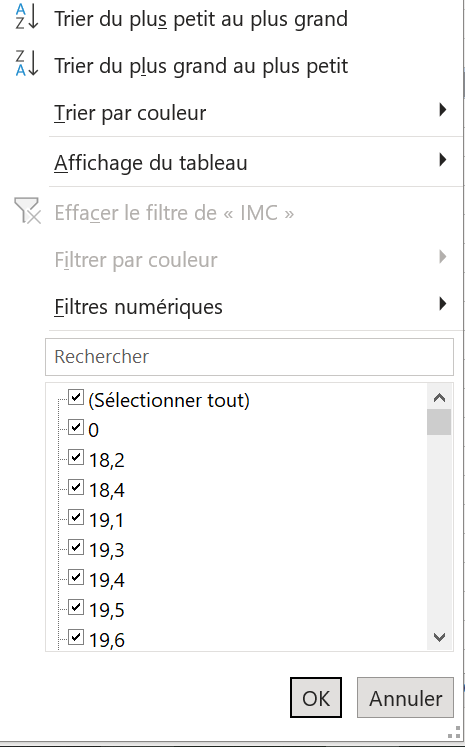 Trier du plus petit au plus grand
Trier du plus grand au plus petit
Trier par couleur
Affichage du tableau
Effacer le filtre de « IMC »
Filtrer par couleur
Filtres numériques
Rechercher
(Sélectionner tout)
0
18,2
18,4
19,1
19,3
19,4
19,5
19,6
OK Annuler